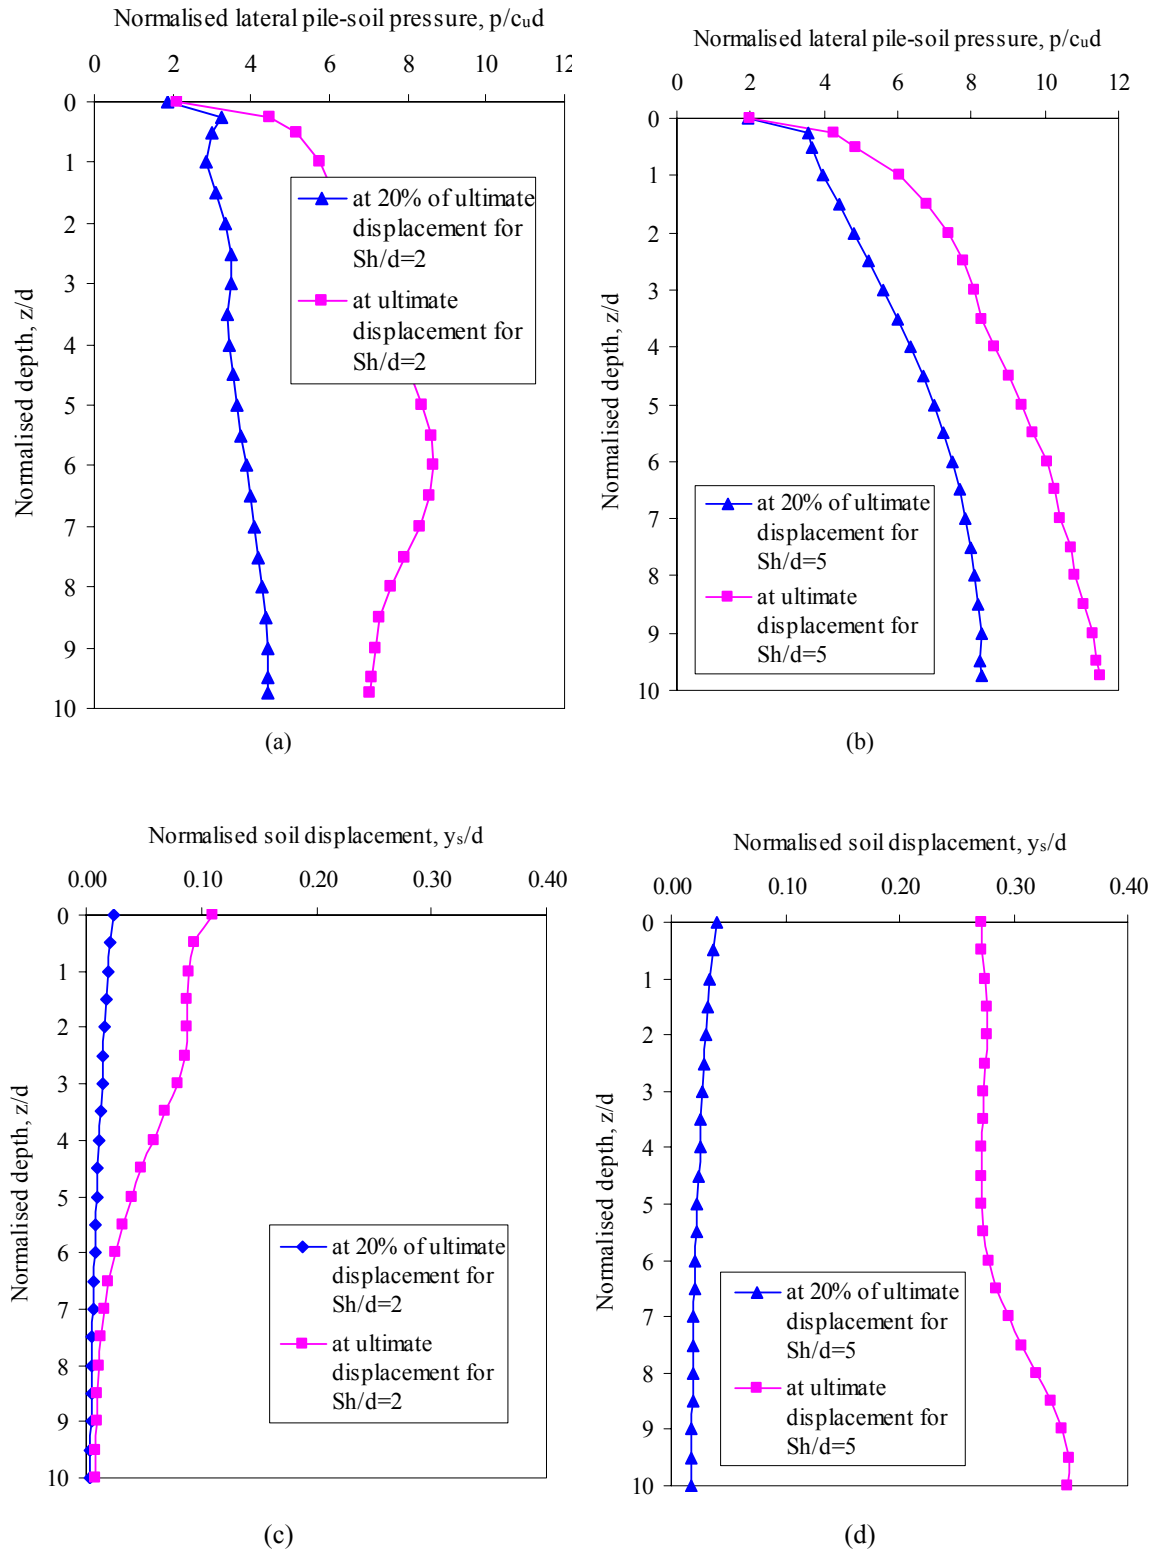 Normalised lateral pile-soil pressure, p/cud
0 2 4 6 8 10 12
0
1
2
3
4
5
6
7
8
9
10
Normalised depth, z/d
at 20% of ultimate
displacement for
Sh/d=2
at ultimate
displacement for
Sh/d=2
(a)
Normalised lateral pile-soil pressure, p/cud
0 2 4 6 8 10 12
0
1
2
3
4
5
6
7
8
9
10
Normalised depth, z/d
at 20% of ultimate
displacement for
Sh/d=5
at ultimate
displacement for
Sh/d=5
(b)
Normalised soil displacement, ys/d
0.00 0.10 0.20 0.30 0.40
0
1
2
3
4
5
6
7
8
9
10
Normalised depth, z/d
at 20% of ultimate
displacement for
Sh/d=2
at ultimate
displacement for
Sh/d=2
(c)
Normalised soil displacement, ys/d
0.00 0.10 0.20 0.30 0.40
0
1
2
3
4
5
6
7
8
9
10
Normalised depth, z/d
at 20% of ultimate
displacement for
Sh/d=5
at ultimate
displacement for
Sh/d=5
(d)